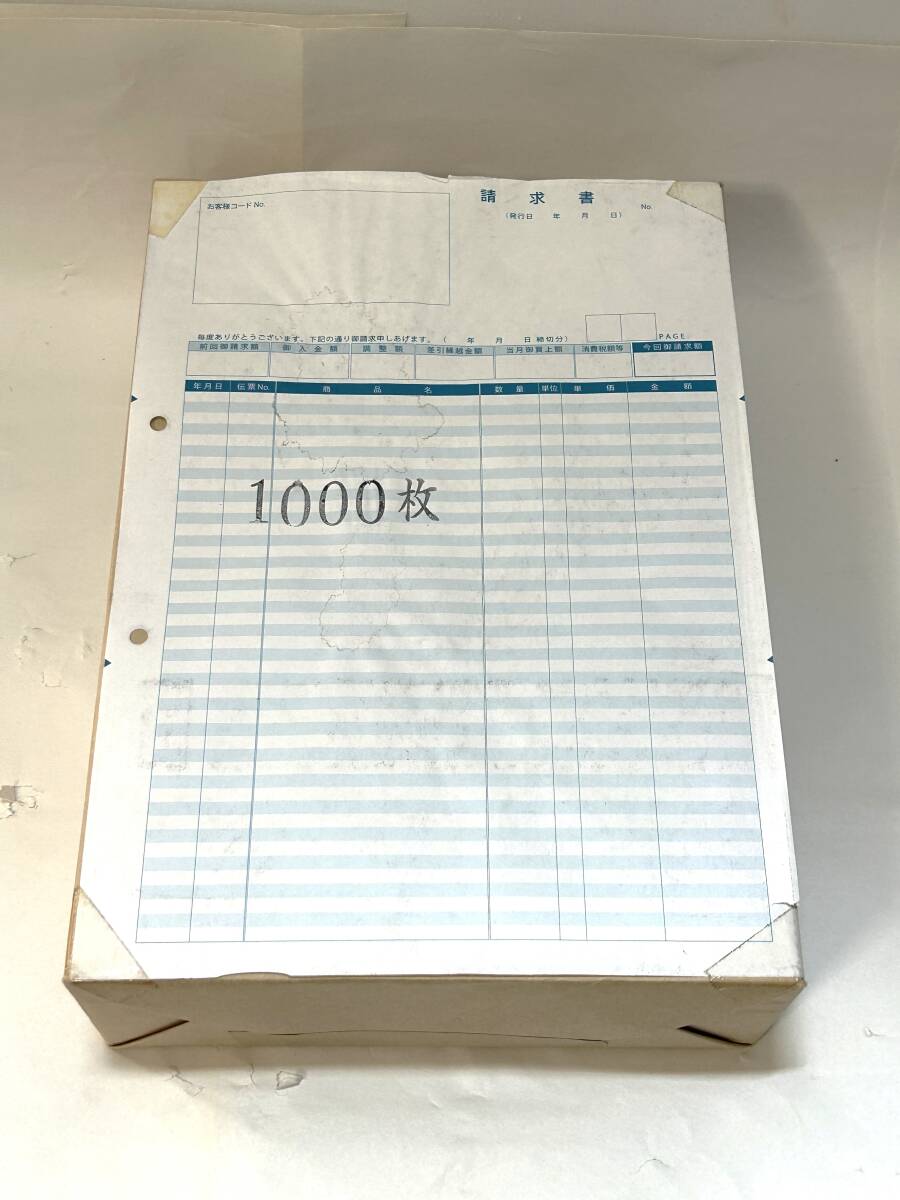 請求書
お客様コード No.
(発行日 年 月 日) No.
毎度ありがとうございます。下記の通り御請求申しあげます。( 年 月 日締切分) PAGE
前回御請求額 御入金額 調整額 差引繰越金額 当月御買上額 消費税額等 今回御請求額
年月日 伝票No. 商品名 数量 単位 単価 金額
1000枚